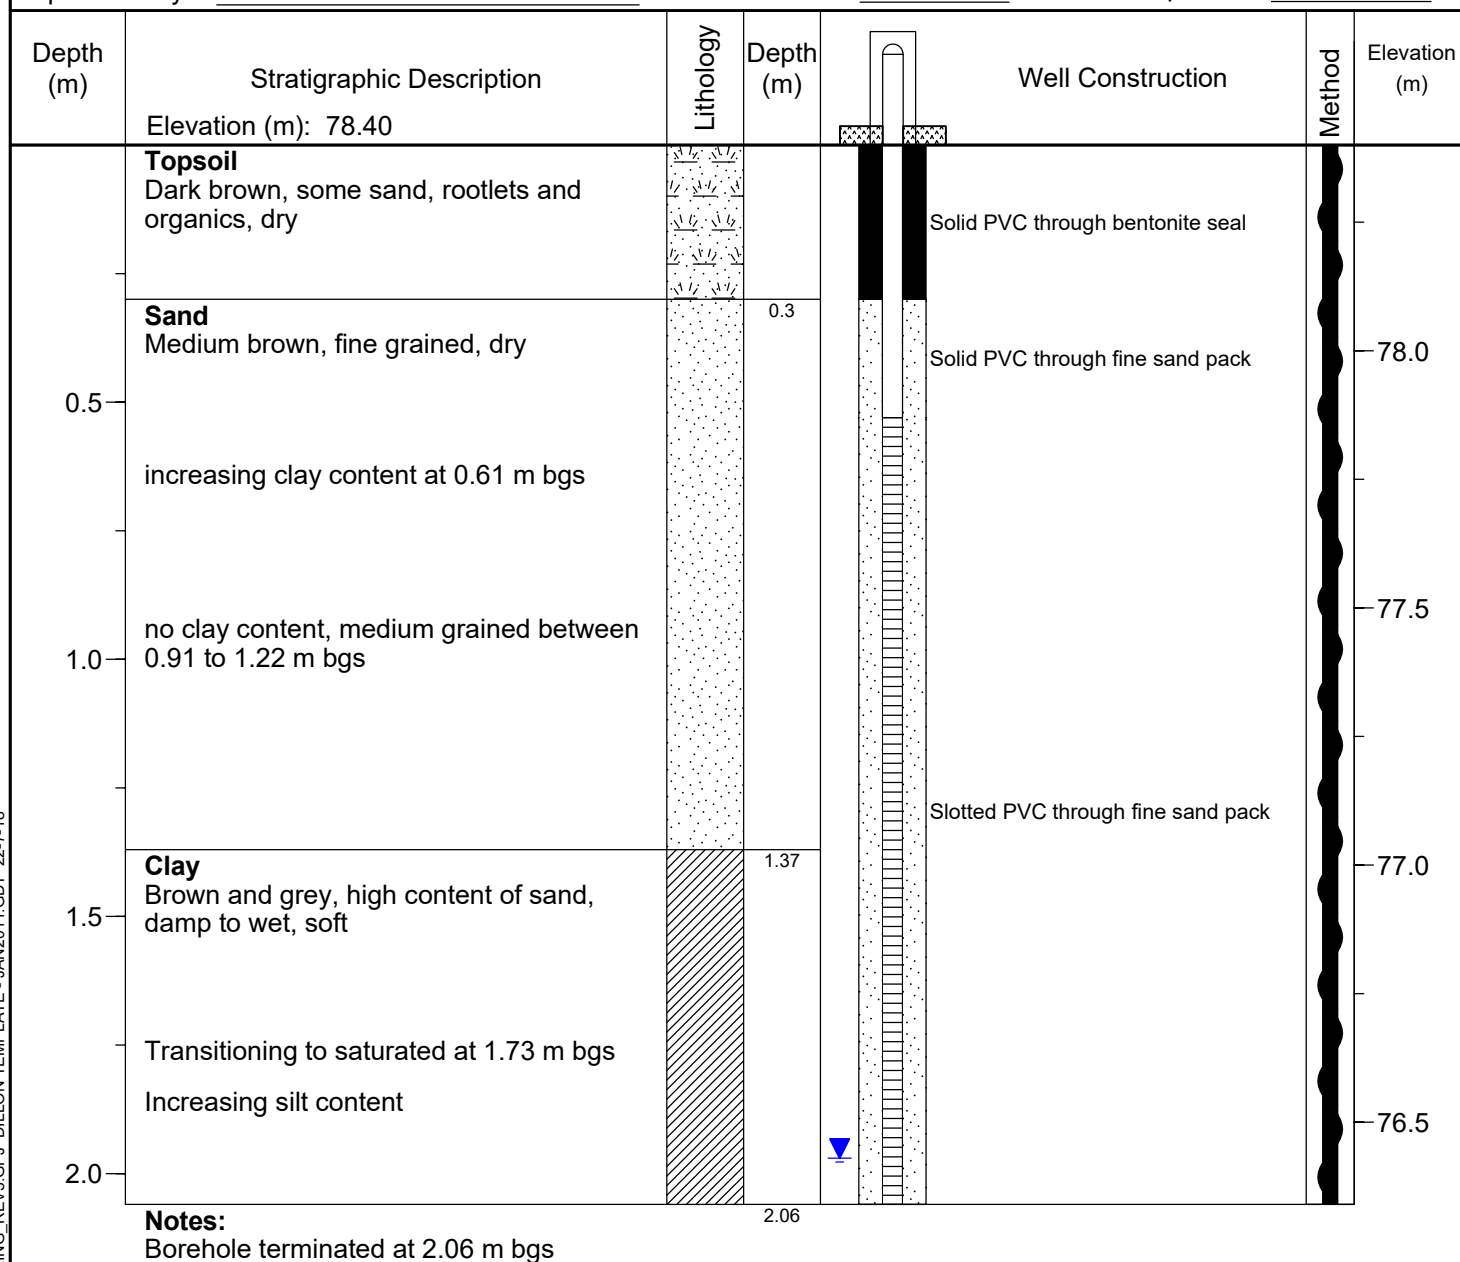 Depth
(m)
Stratigraphic Description
Elevation (m): 78.40
Lithology
Depth
(m)
Well Construction
Method
Elevation
(m)
Topsoil
Dark brown, some sand, rootlets and
organics, dry
Solid PVC through bentonite seal
0.3
Sand
Medium brown, fine grained, dry
Solid PVC through fine sand pack
78.0
0.5
increasing clay content at 0.61 m bgs
77.5
no clay content, medium grained between
0.91 to 1.22 m bgs
1.0
Slotted PVC through fine sand pack
1.37
Clay
Brown and grey, high content of sand,
damp to wet, soft
77.0
1.5
Transitioning to saturated at 1.73 m bgs
Increasing silt content
76.5
2.0
2.06
Notes:
Borehole terminated at 2.06 m bgs